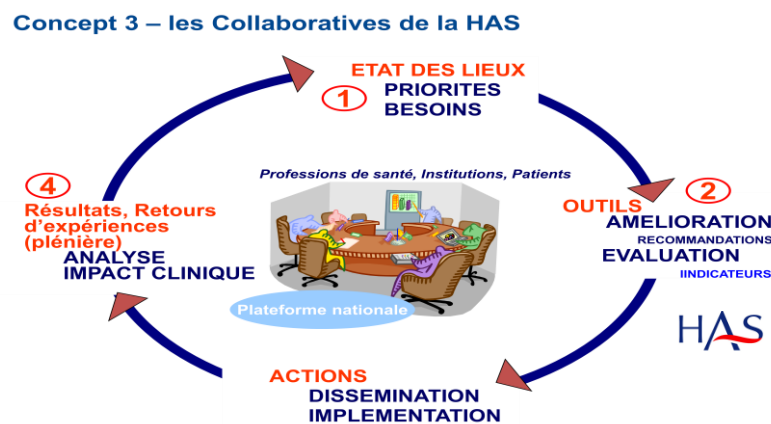 Concept 3 – les Collaboratives de la HAS
ETAT DES LIEUX
1
PRIORITES
BESOINS
Professions de santé, Institutions, Patients
4
Résultats, Retours
d'expériences
(plénière)
ANALYSE
IMPACT CLINIQUE
2
OUTILS
AMELIORATION
RECOMMANDATIONS
EVALUATION
IINDICATEURS
Plateforme nationale
HAS
ACTIONS
DISSEMINATION
IMPLEMENTATION